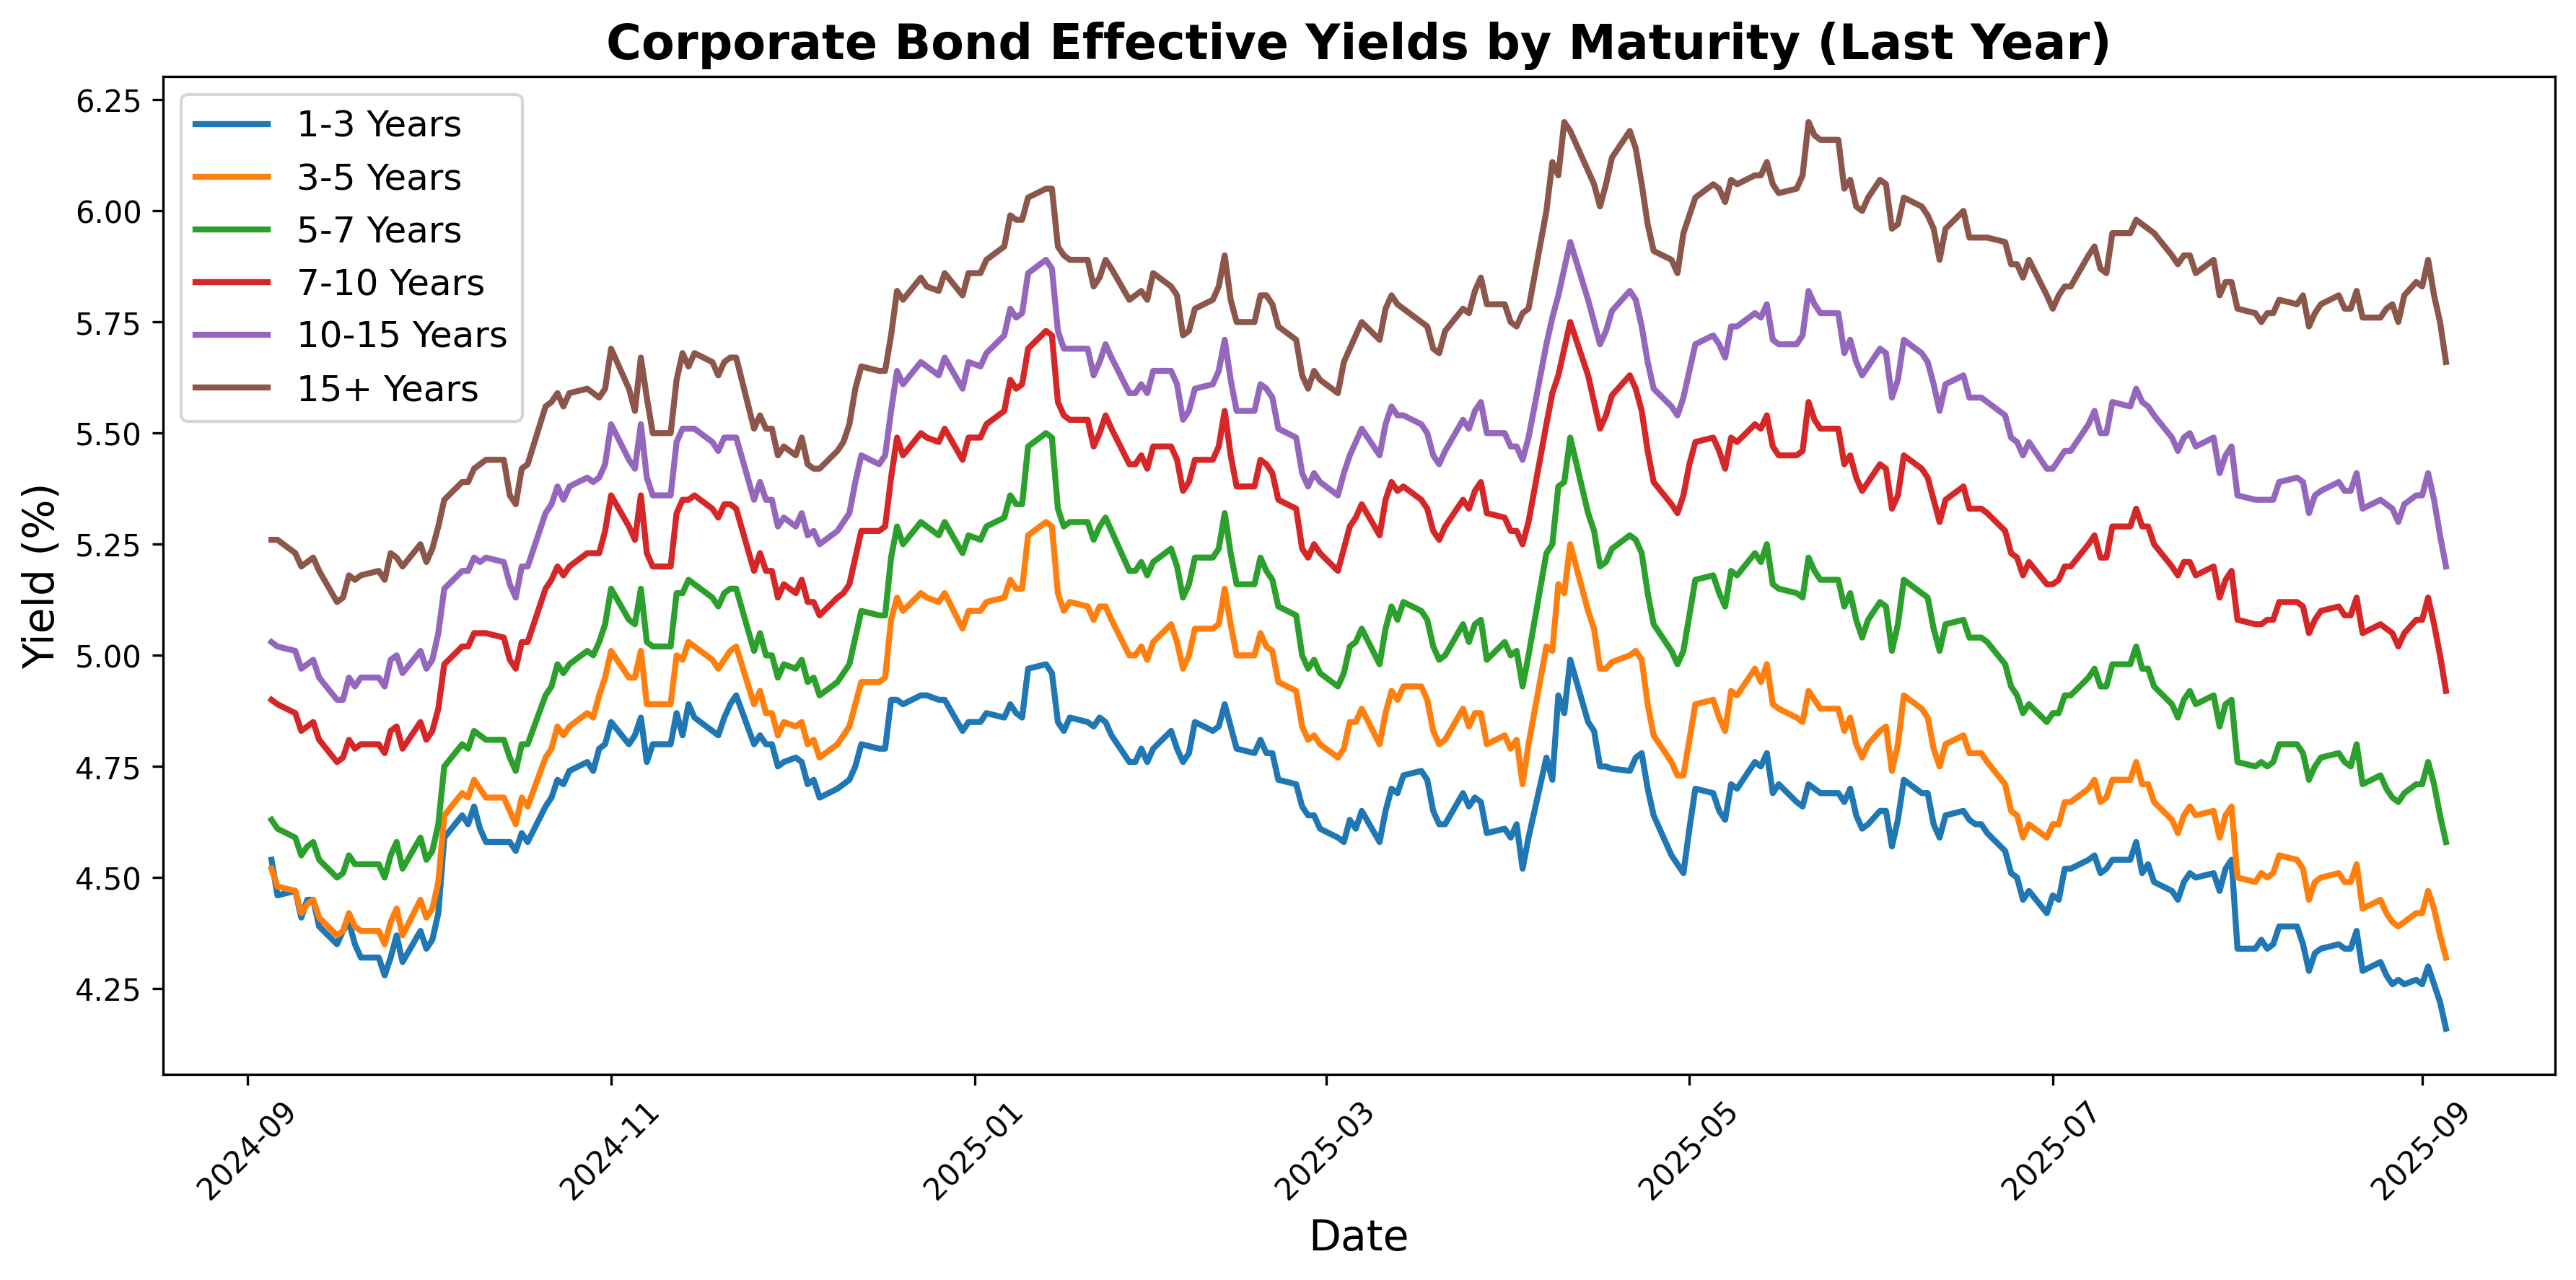 Corporate Bond Effective Yields by Maturity (Last Year)
6.25
6.00
5.75
5.50
5.25
5.00
4.75
4.50
4.25
Yield (%)
1-3 Years
3-5 Years
5-7 Years
7-10 Years
10-15 Years
15+ Years
2024-09
2024-11
2025-01
2025-03
2025-05
2025-07
2025-09
Date